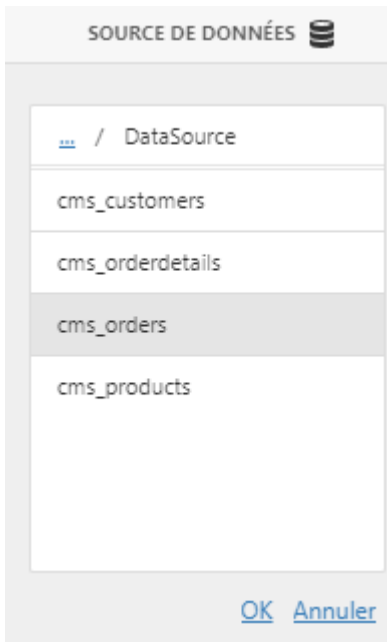 SOURCE DE DONNÉES
... / DataSource
cms_customers
cms_orderdetails
cms_orders
cms_products
OK Annuler